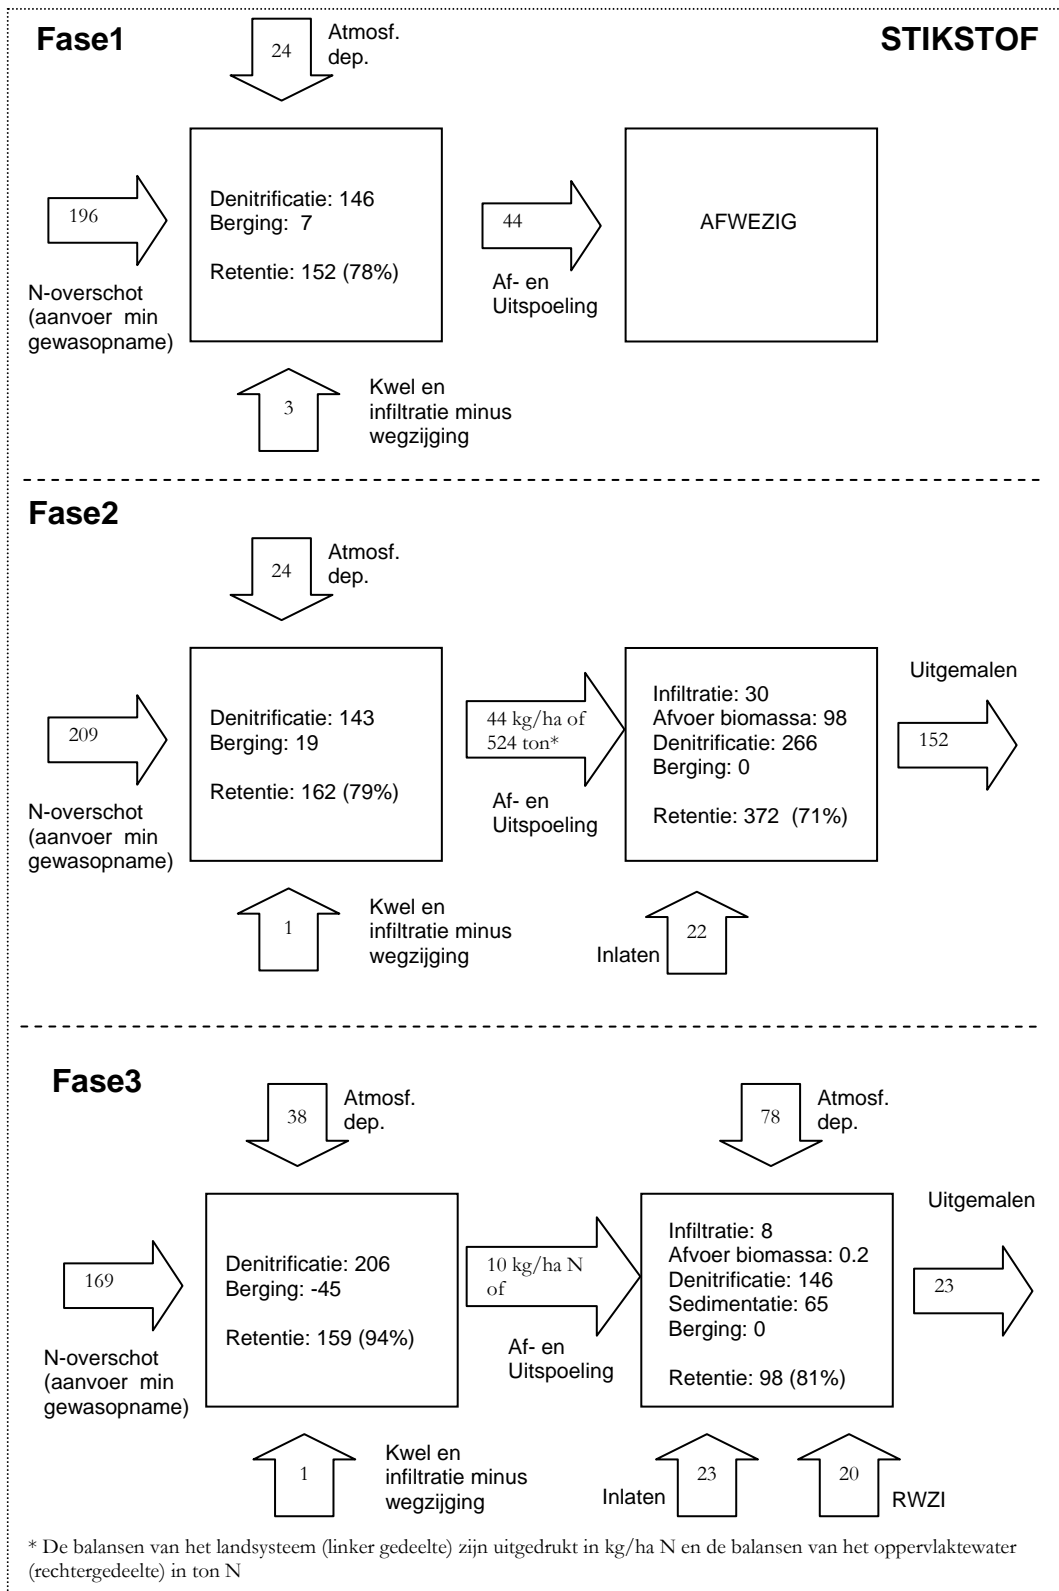 Fase1
STIKSTOF
24
Atmosf.
dep.
196
N-overschot
(aanvoer min
gewasopname)
Denitrificatie: 146
Berging: 7
Retentie: 152 (78%)
44
Af- en
Uitspoeling
AFWEZIG
3
Kwel en
infiltratie minus
wegzijging
Fase2
24
Atmosf.
dep.
209
N-overschot
(aanvoer min
gewasopname)
Denitrificatie: 143
Berging: 19
Retentie: 162 (79%)
44 kg/ha of
524 ton*
Af- en
Uitspoeling
Infiltratie: 30
Afvoer biomassa: 98
Denitrificatie: 266
Berging: 0
Retentie: 372 (71%)
Uitgemalen
152
1
Kwel en
infiltratie minus
wegzijging
Inlaten
22
Fase3
38
Atmosf.
dep.
78
Atmosf.
dep.
169
N-overschot
(aanvoer min
gewasopname)
Denitrificatie: 206
Berging: -45
Retentie: 159 (94%)
10 kg/ha N
of
Af- en
Uitspoeling
Infiltratie: 8
Afvoer biomassa: 0.2
Denitrificatie: 146
Sedimentatie: 65
Berging: 0
Retentie: 98 (81%)
Uitgemalen
23
1
Kwel en
infiltratie minus
wegzijging
Inlaten
23
20
RWZI
* De balansen van het landsysteem (linker gedeelte) zijn uitgedrukt in kg/ha N en de balansen van het oppervlaktewater
(rechtergedeelte) in ton N